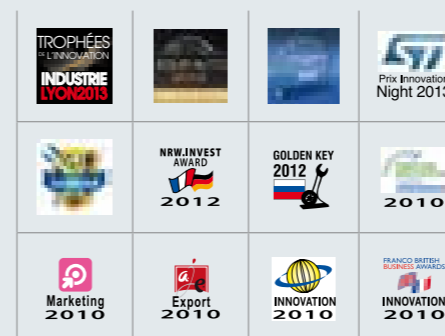 TROPHÉES
DE L'INNOVATION
INDUSTRIE
LYON2013
Prix Innovation
Night 2013
NRW.INVEST
AWARD
2012
GOLDEN KEY
2012
2010
Marketing
2010
a'e
Export
2010
INNOVATION
2010
FRANCO BRITISH
BUSINESS AWARDS
INNOVATION
2010